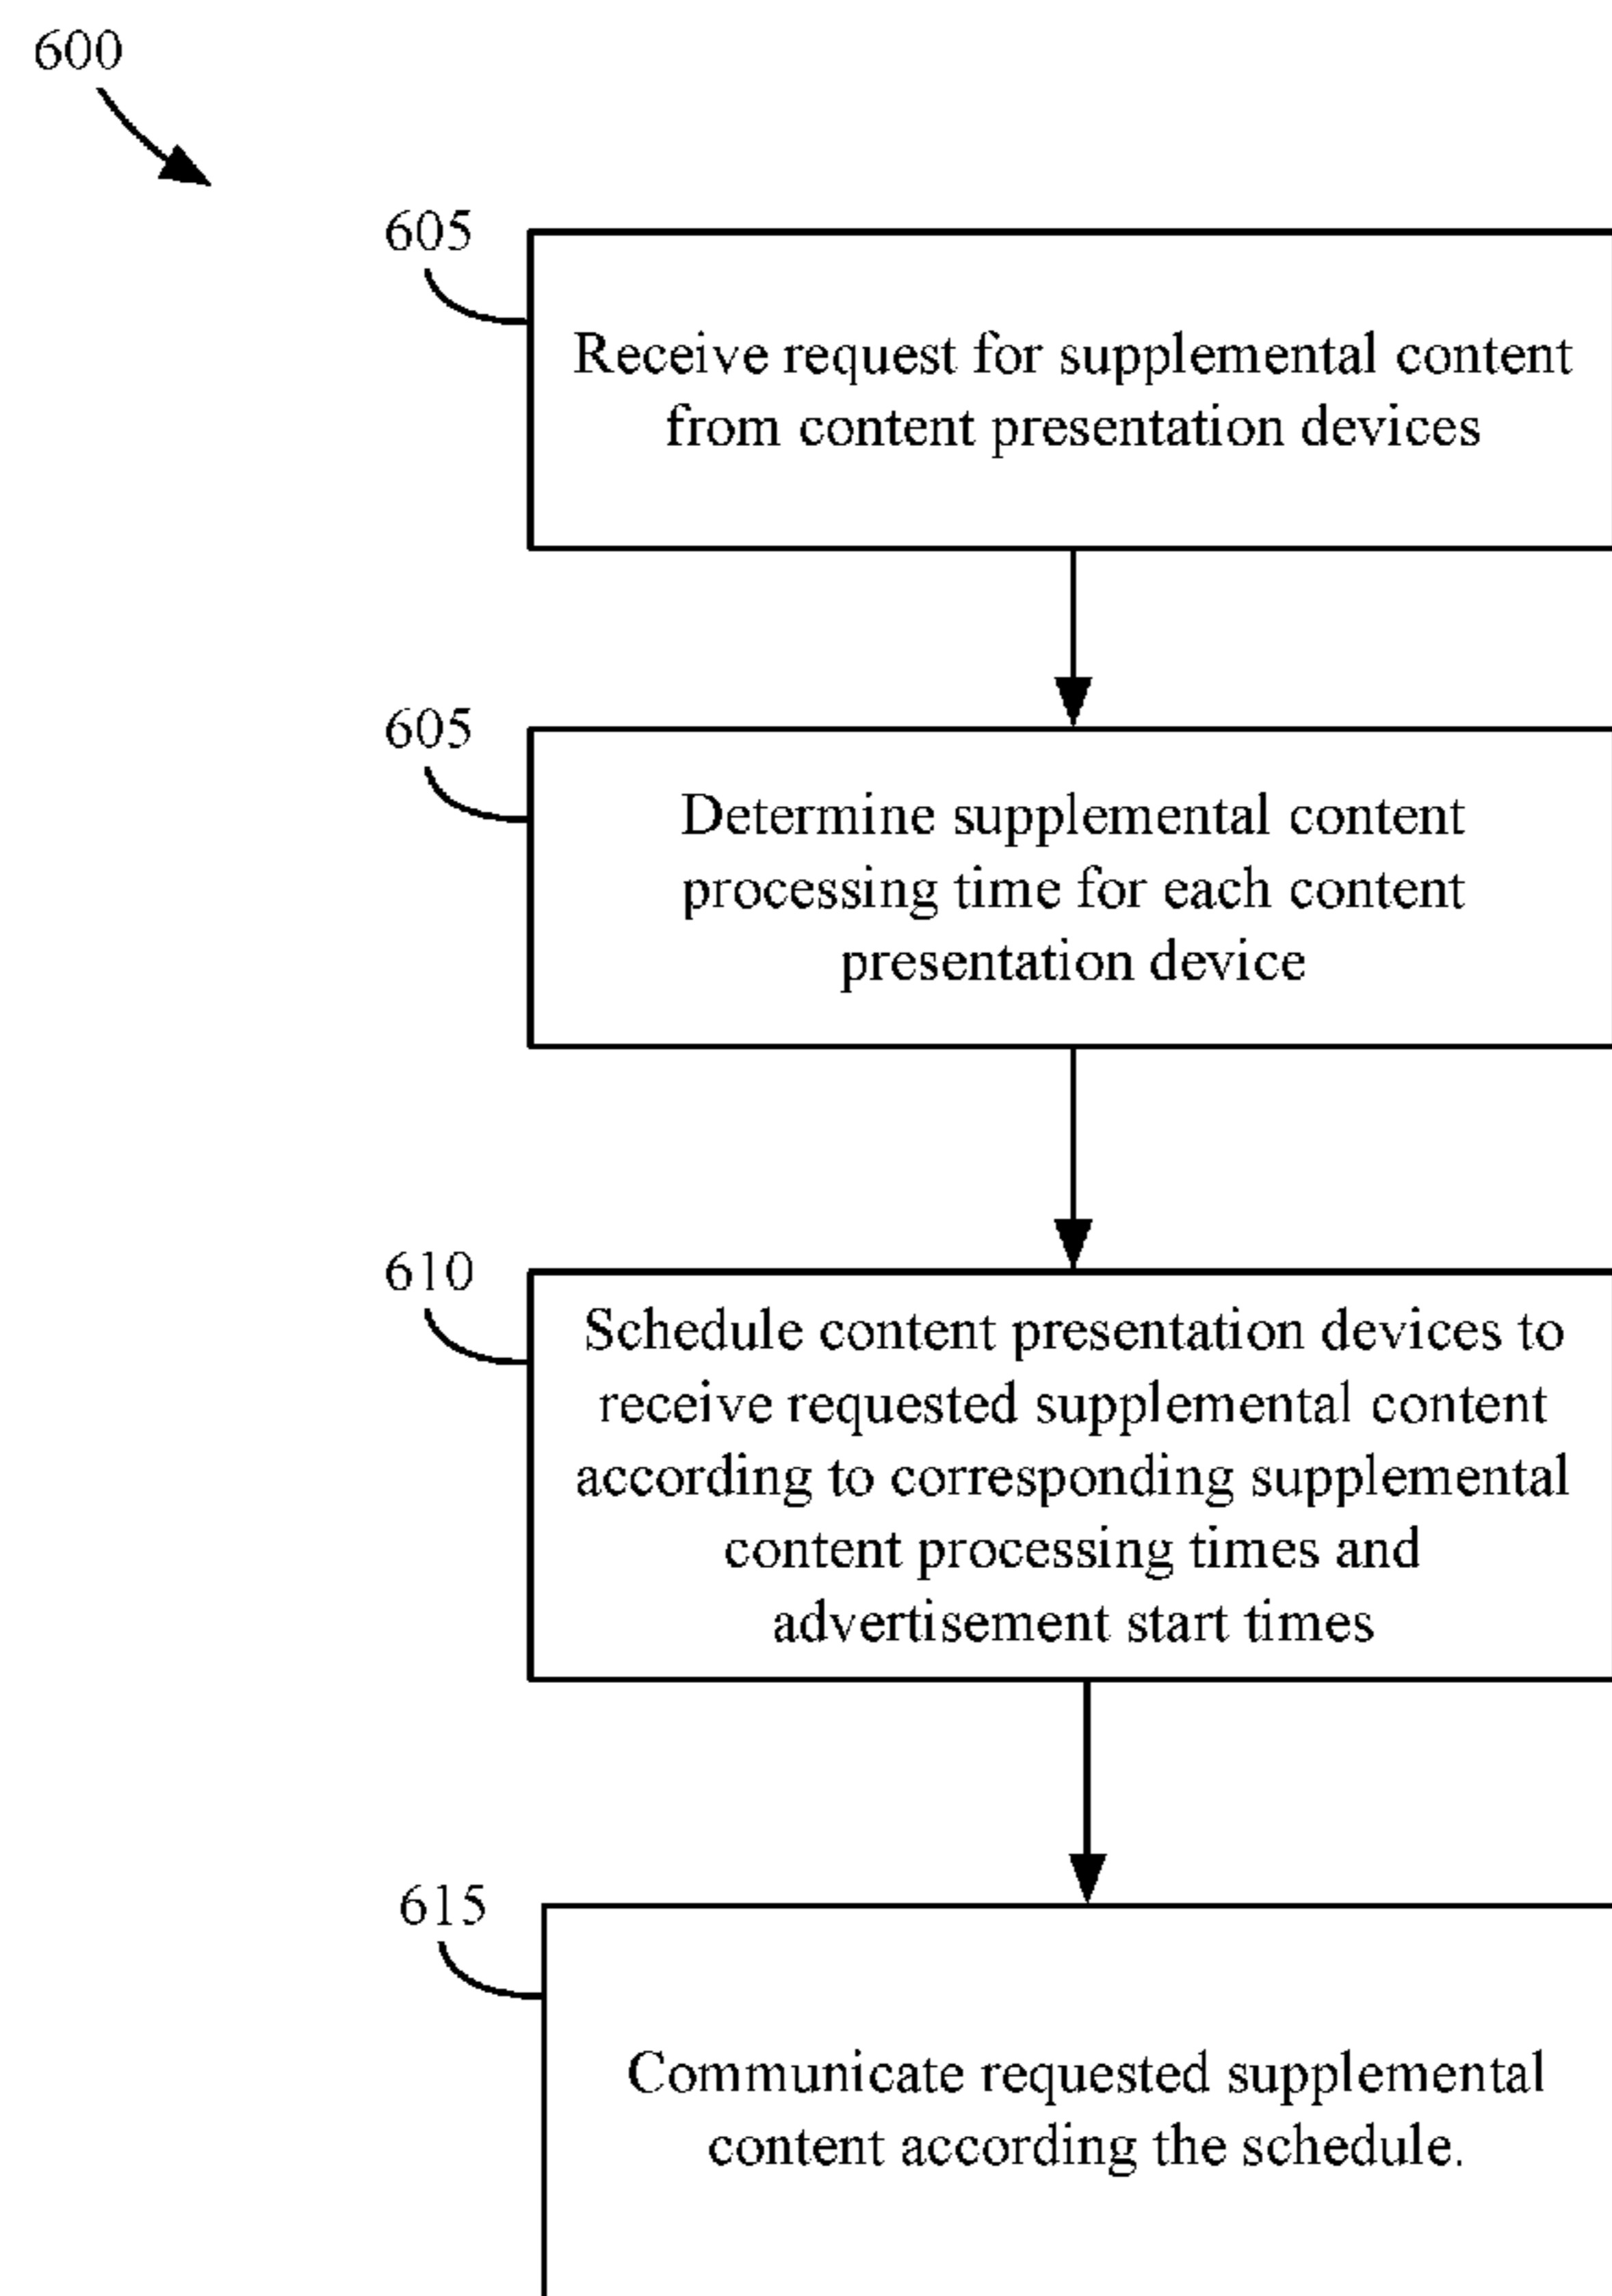 600
605
Receive request for supplemental content
from content presentation devices
605
Determine supplemental content
processing time for each content
presentation device
610
Schedule content presentation devices to
receive requested supplemental content
according to corresponding supplemental
content processing times and
advertisement start times
615
Communicate requested supplemental
content according the schedule.